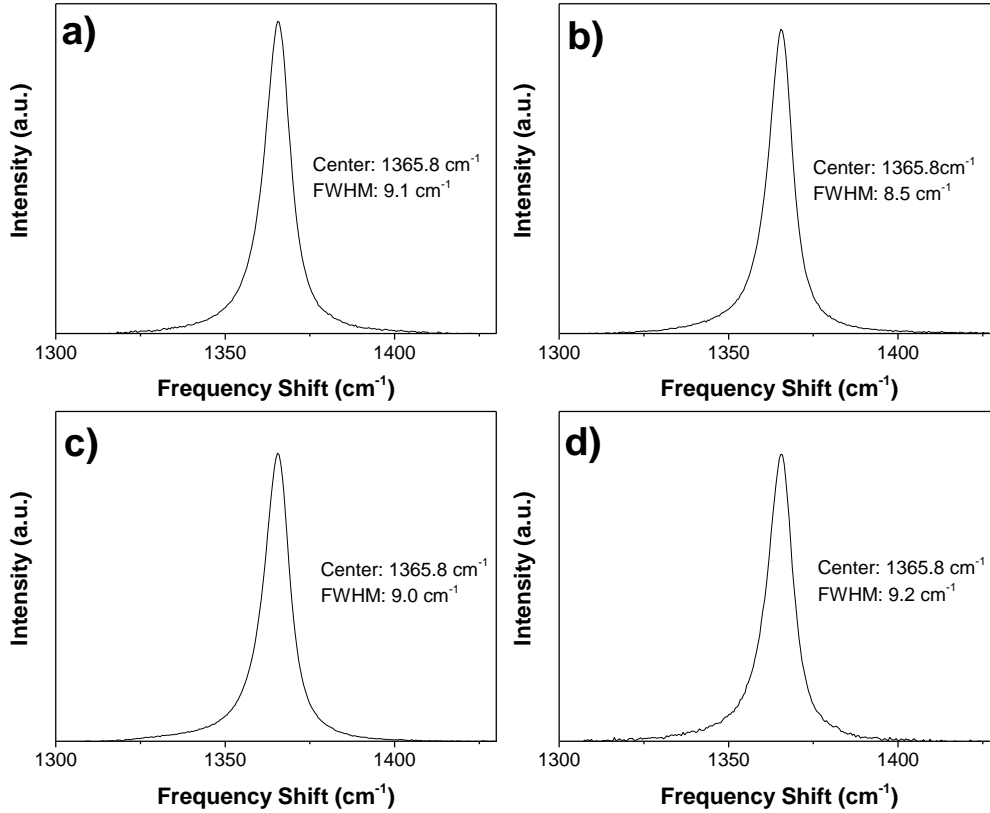 a)
Intensity (a.u.)
Center: 1365.8 cm⁻¹
FWHM: 9.1 cm⁻¹
1300 1350 1400
Frequency Shift (cm⁻¹)
b)
Intensity (a.u.)
Center: 1365.8cm⁻¹
FWHM: 8.5 cm⁻¹
1300 1350 1400
Frequency Shift (cm⁻¹)
c)
Intensity (a.u.)
Center: 1365.8 cm⁻¹
FWHM: 9.0 cm⁻¹
1300 1350 1400
Frequency Shift (cm⁻¹)
d)
Intensity (a.u.)
Center: 1365.8 cm⁻¹
FWHM: 9.2 cm⁻¹
1300 1350 1400
Frequency Shift (cm⁻¹)